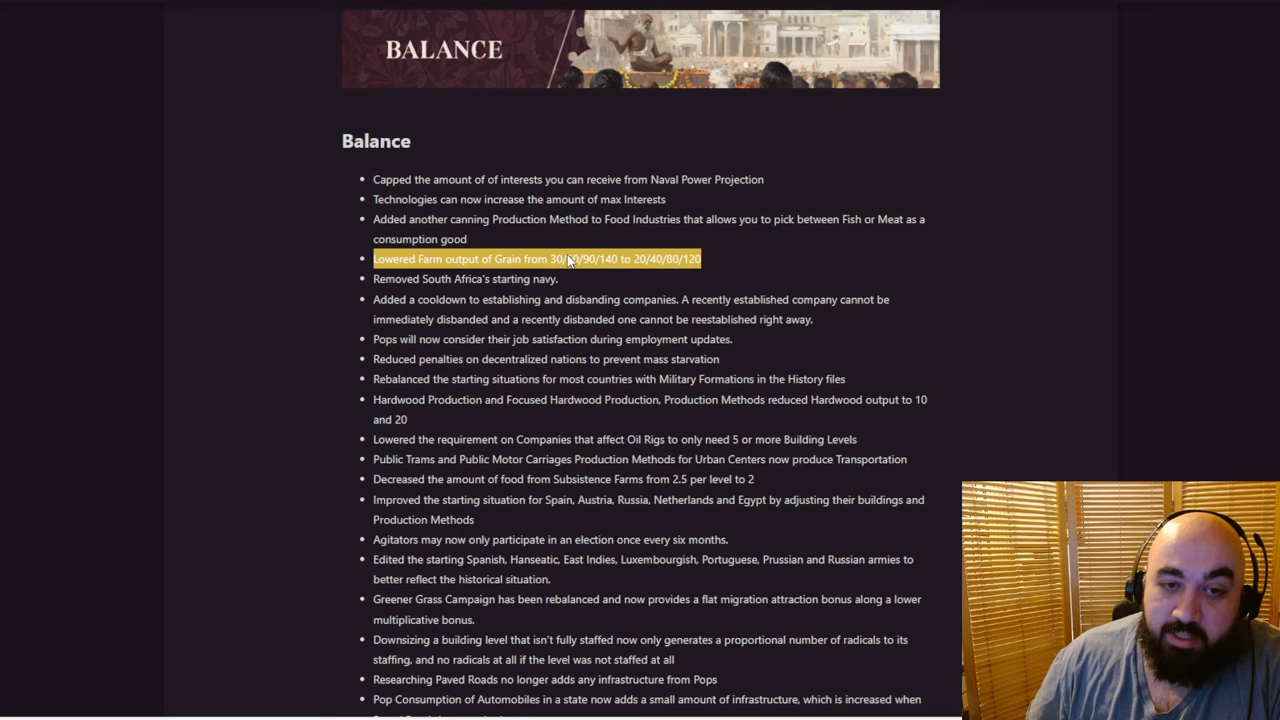 BALANCE
Balance
Capped the amount of of interests you can receive from Naval Power Projection
Technologies can now increase the amount of max Interests
Added another canning Production Method to Food Industries that allows you to pick between Fish or Meat as a
consumption good
Lowered Farm output of Grain from /90/140 to 20/40/80/120
Removed South Africa's starting navy.
Added a cooldown to establishing and disbanding companies. A recently established company cannot be
immediately disbanded and a recently disbanded one cannot be reestablished right away.
Pops will now consider their job satisfaction during employment updates.
Reduced penalties on decentralized nations to prevent mass starvation
Rebalanced the starting situations for most countries with Military Formations in the History files
Hardwood Production and Focused Hardwood Production, Production Methods reduced Hardwood output to 10
and 20
Lowered the requirement on Companies that affect Oil Rigs to only need 5 or more Building Levels
Public Trams and Public Motor Carriages Production Methods for Urban Centers now produce Transportation
Decreased the amount of food from Subsistence Farms from 2.5 per level to 2
Improved the starting situation for Spain, Austria, Russia, Netherlands and Egypt by adjusting their buildings and
Production Methods
Agitators may now only participate in an election once every six months.
Edited the starting Spanish, Hanseatic, East Indies, Luxembourgish, Portuguese, Prussian and Russian armies to
better reflect the historical situation.
Greener Grass Campaign has been rebalanced and now provides a flat migration attraction bonus along a lower
multiplicative bonus.
Downsizing a building level that isn't fully staffed now only generates a proportional number of radicals to its
staffing, and no radicals at all if the level was not staffed at all
Researching Paved Roads no longer adds any infrastructure from Pops
Pop Consumption of Automobiles in a state now adds a small amount of infrastructure, which is increased when